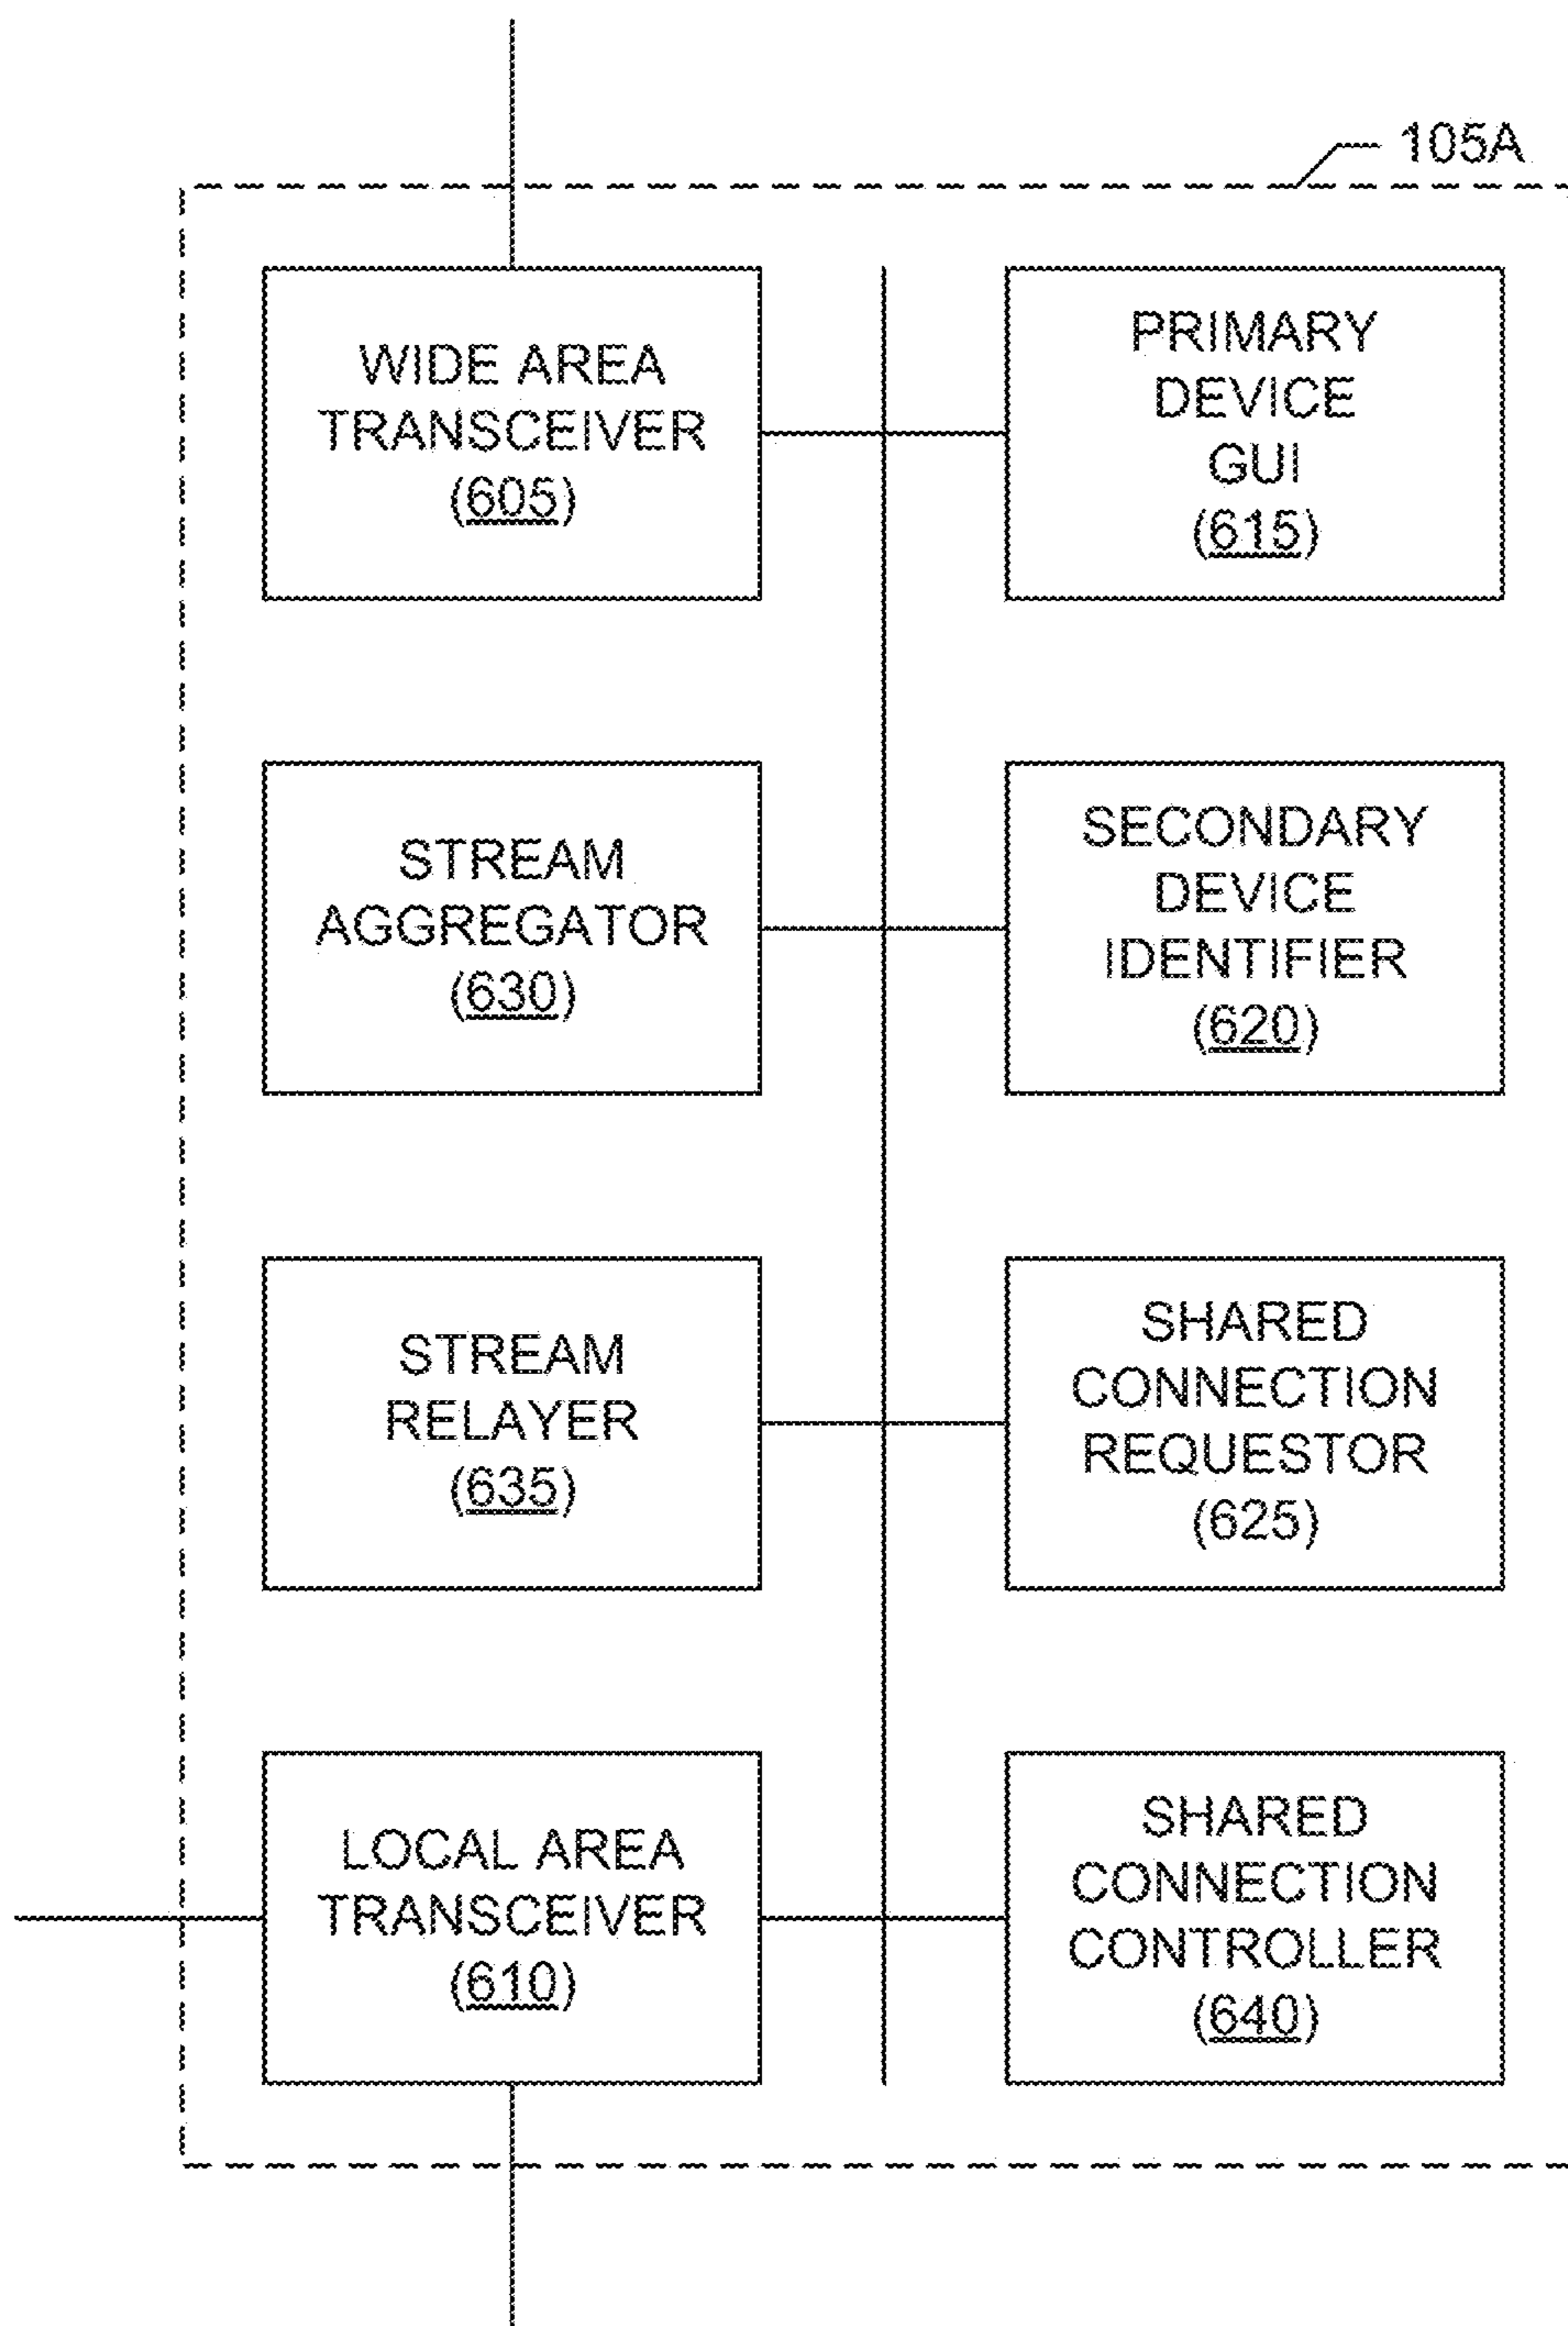 105A
WIDE AREA
TRANSCEIVER
(605)
PRIMARY
DEVICE
GUI
(615)
STREAM
AGGREGATOR
(630)
SECONDARY
DEVICE
IDENTIFIER
(620)
STREAM
RELAYER
(635)
SHARED
CONNECTION
REQUESTOR
(625)
LOCAL AREA
TRANSCEIVER
(610)
SHARED
CONNECTION
CONTROLLER
(640)